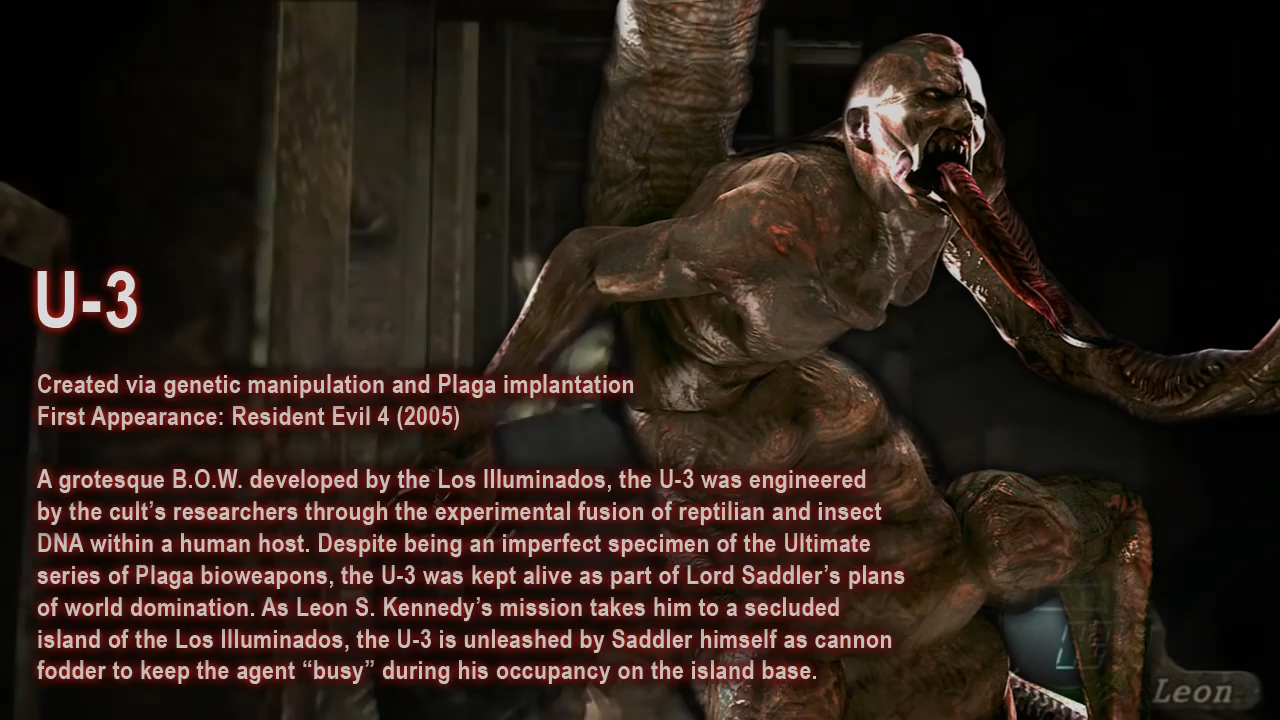 U-3
Created via genetic manipulation and Plaga implantation
First Appearance: Resident Evil 4 (2005)
A grotesque B.O.W. developed by the Los Illuminados, the U-3 was engineered
by the cult’s researchers through the experimental fusion of reptilian and insect
DNA within a human host. Despite being an imperfect specimen of the Ultimate
series of Plaga bioweapons, the U-3 was kept alive as part of Lord Saddler’s plans
of world domination. As Leon S. Kennedy’s mission takes him to a secluded
island of the Los Illuminados, the U-3 is unleashed by Saddler himself as cannon
fodder to keep the agent “busy” during his occupancy on the island base.
Leon